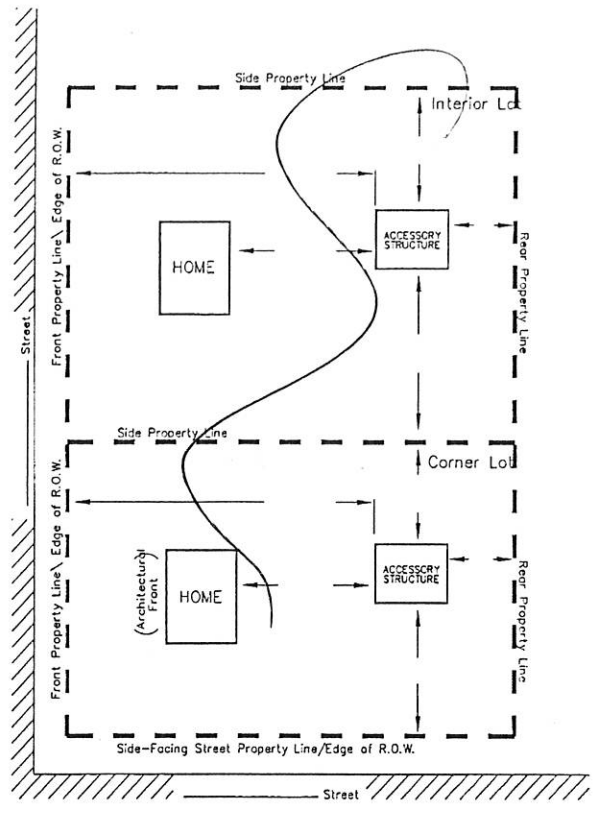 Side Property Line
Interior Lot
Front Property Line\ Edge of R.O.W.
ACCESSORY
STRUCTURE
HOME
Rear Property Line
Street
Side Property Line
Corner Lot
Front Property Line\ Edge of R.O.W.
(Architectural
Front)
HOME
ACCESSORY
STRUCTURE
Rear Property Line
Side-Facing Street Property Line/Edge of R.O.W.
Street